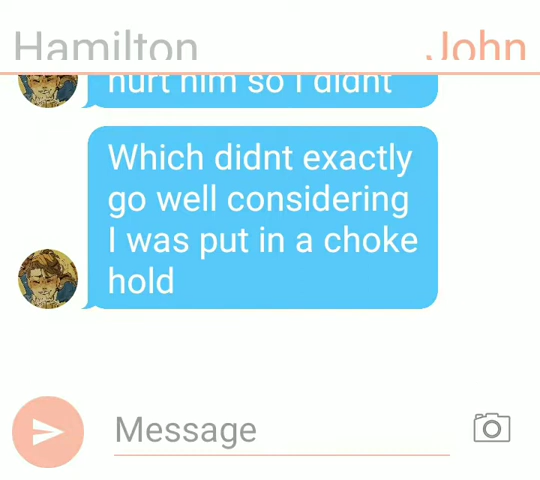 Hamilton John
hurt him so I didnt
Which didnt exactly
go well considering
I was put in a choke
hold
Message